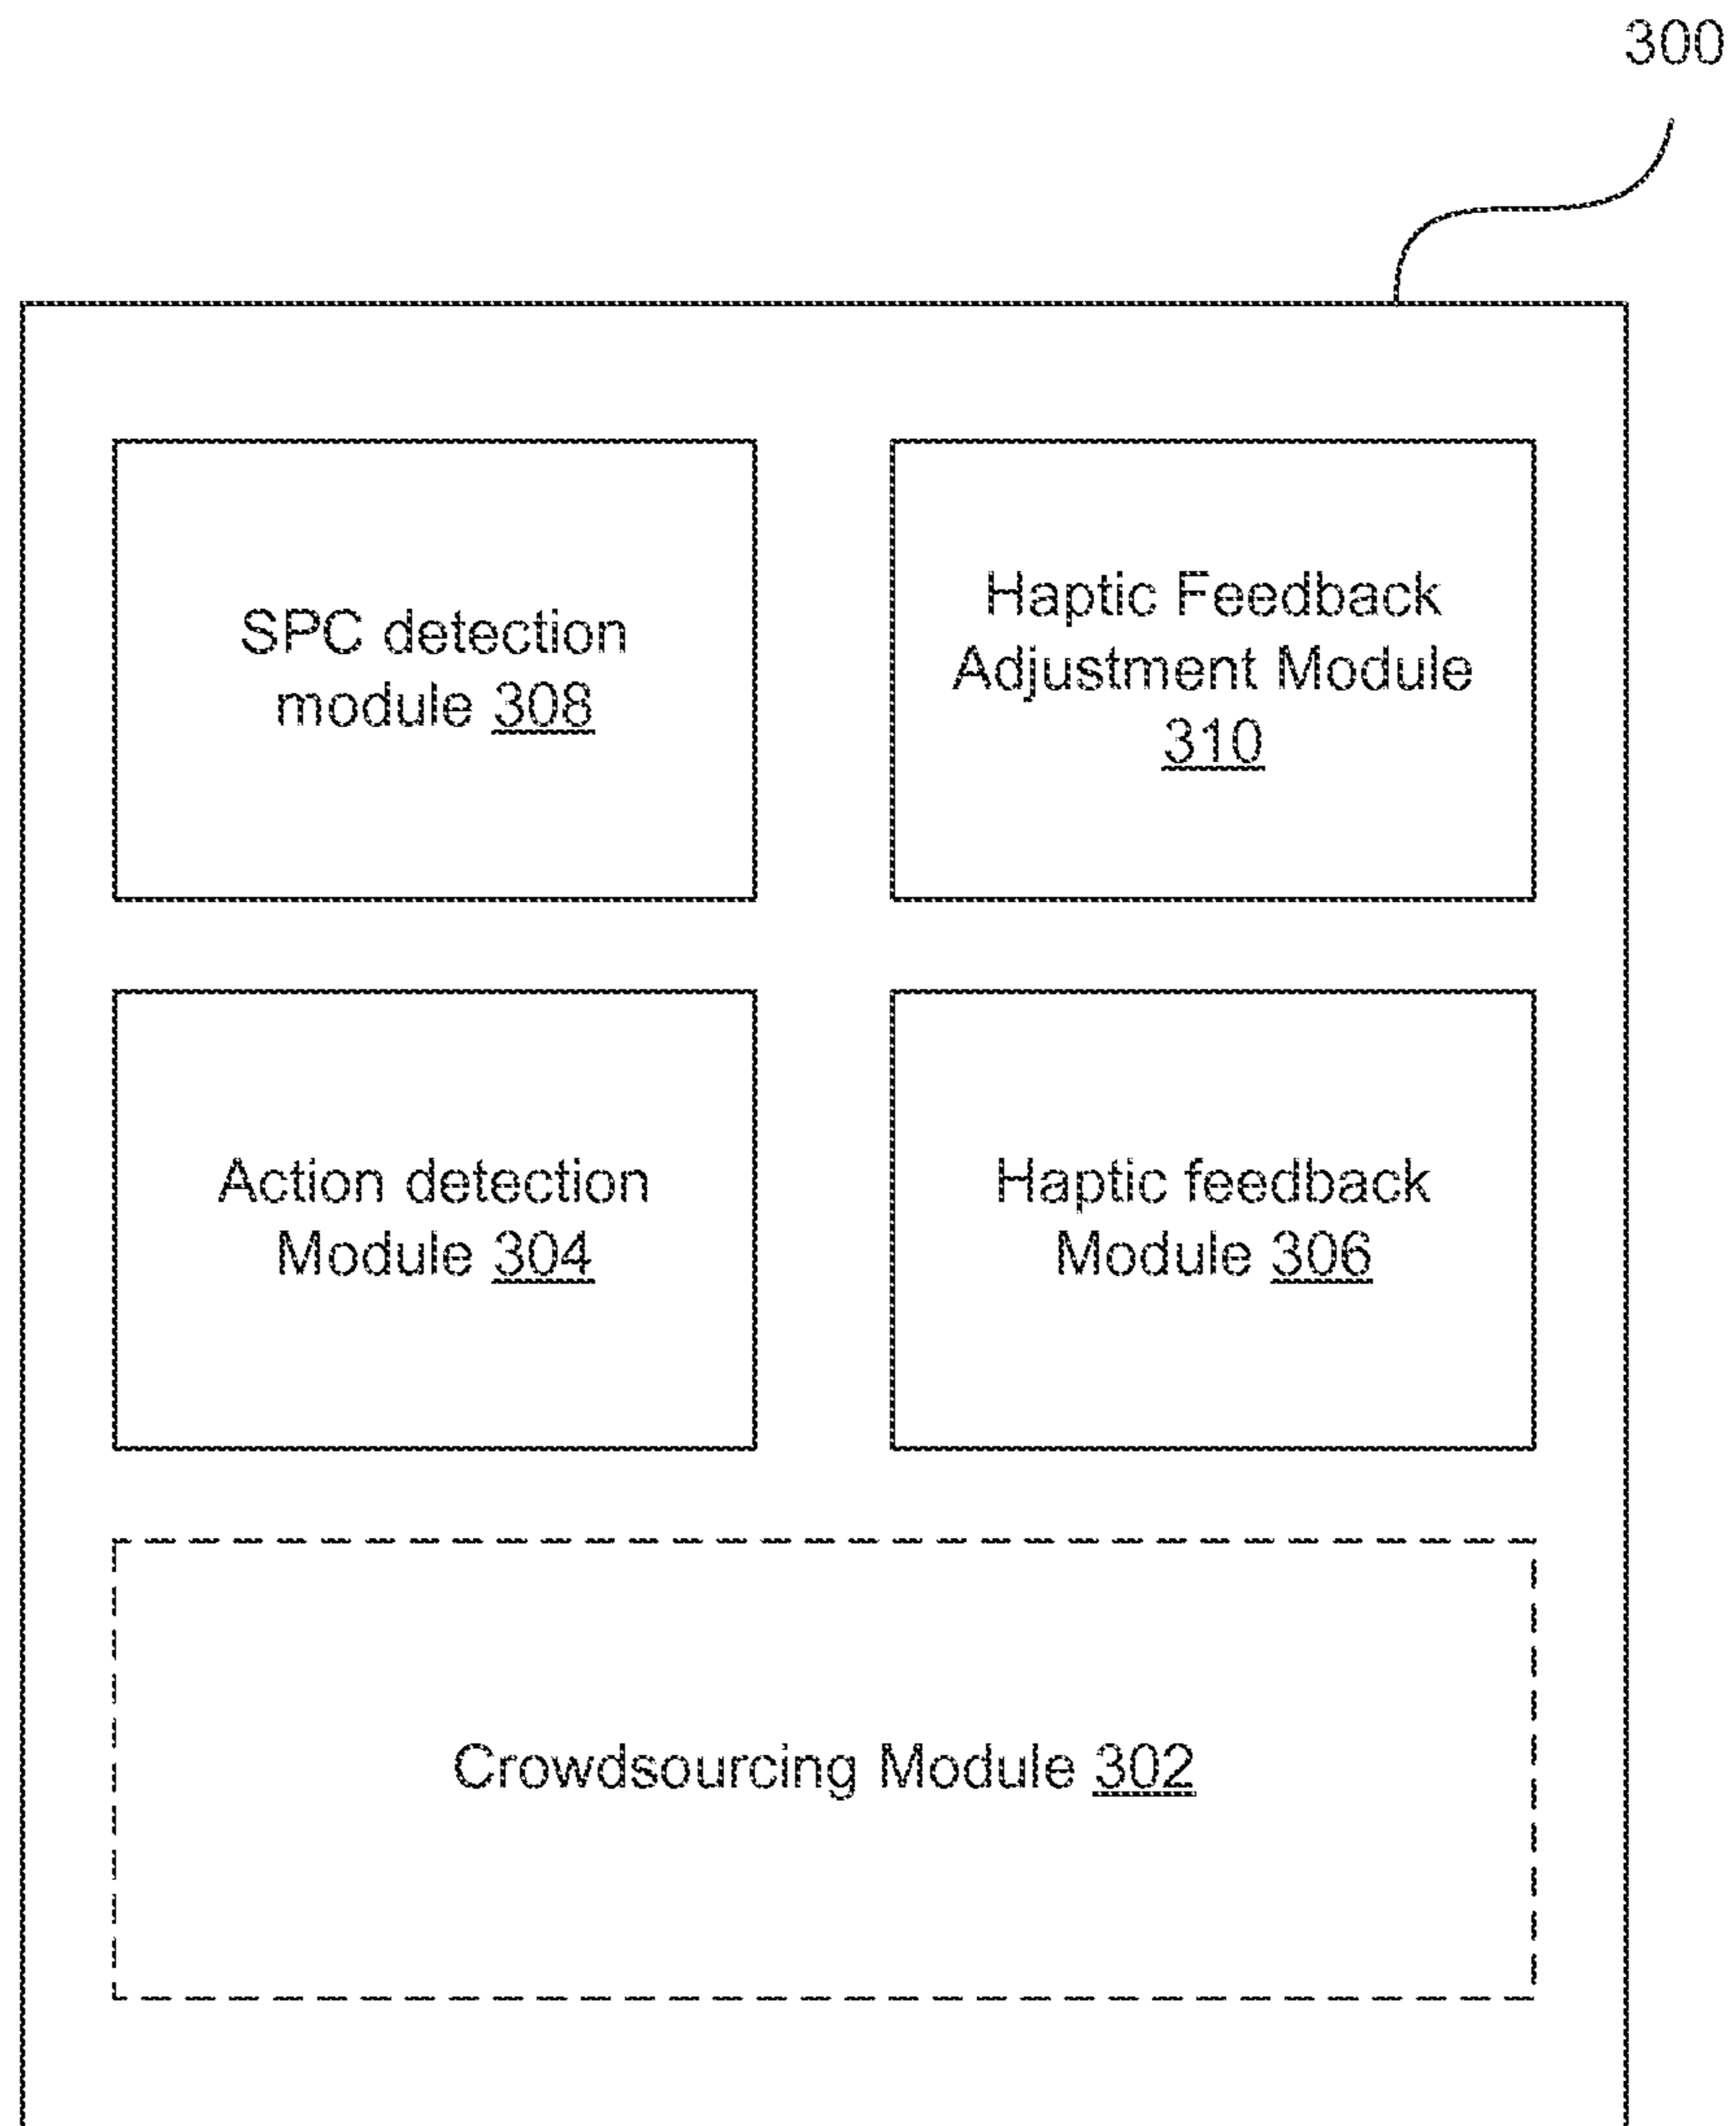 300
SPC detection
module 308
Haptic Feedback
Adjustment Module
310
Action detection
Module 304
Haptic feedback
Module 306
Crowdsourcing Module 302